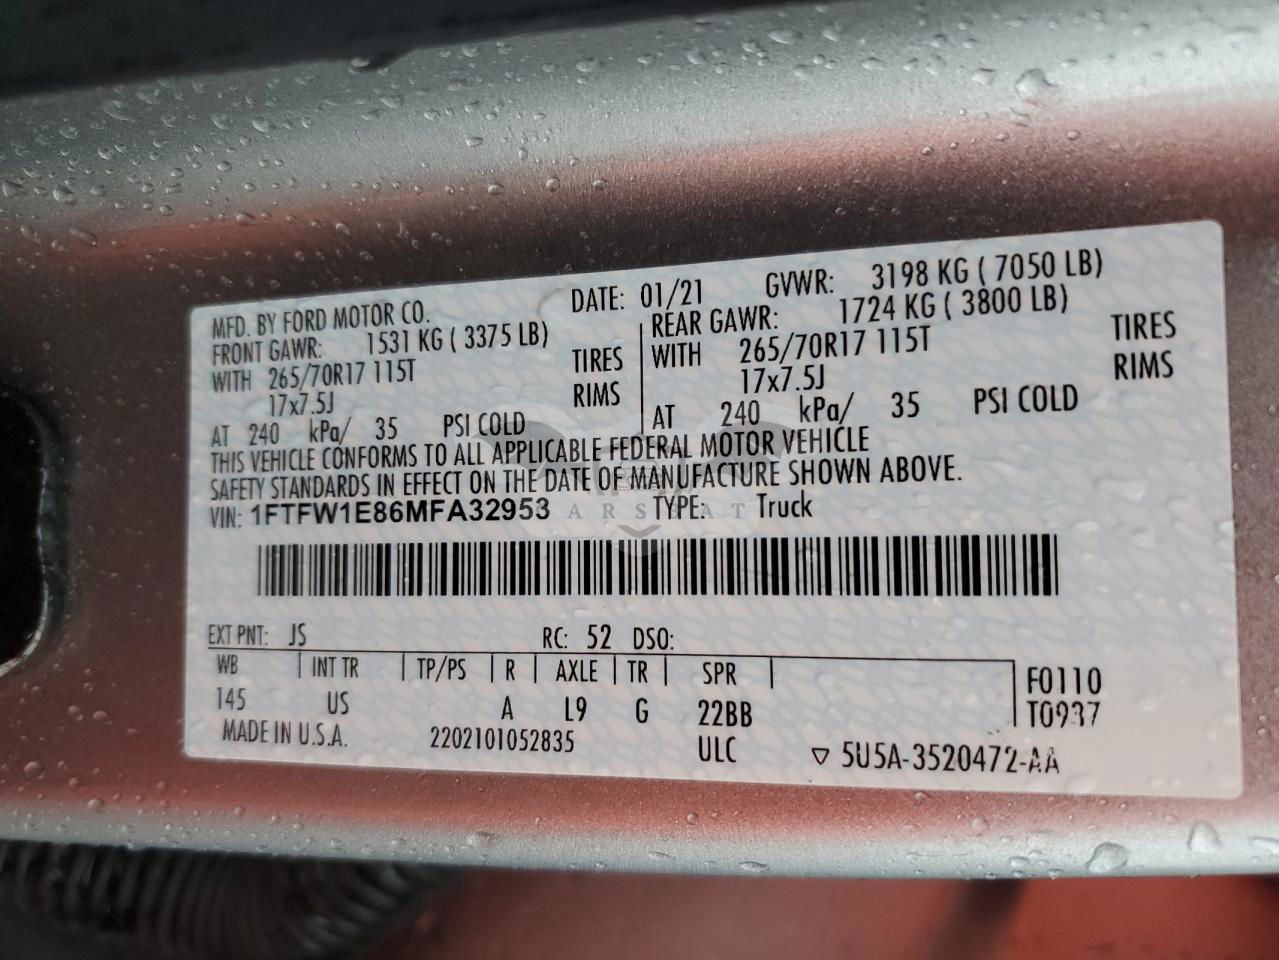 MFD. BY FORD MOTOR CO. DATE: 01/21 GVWR: 3198 KG ( 7050 LB)
FRONT GAWR: 1531 KG ( 3375 LB) REAR GAWR: 1724 KG ( 3800 LB)
WITH 265/70R17 115T TIRES WITH 265/70R17 115T TIRES
17x7.5J RIMS 17x7.5J RIMS
AT 240 kPa/ 35 PSI COLD AT 240 kPa/ 35 PSI COLD
THIS VEHICLE CONFORMS TO ALL APPLICABLE FEDERAL MOTOR VEHICLE
SAFETY STANDARDS IN EFFECT ON THE DATE OF MANUFACTURE SHOWN ABOVE.
VIN: 1FTFW1E86MFA32953 TYPE: Truck
EXT PNT: JS RC: 52 DSO:
WB INT TR TP/PS R AXLE TR SPR F0110
145 US A L9 G 22BB T0937
MADE IN U.S.A. 2202101052835 ULC ▽ 5U5A-3520472-AA